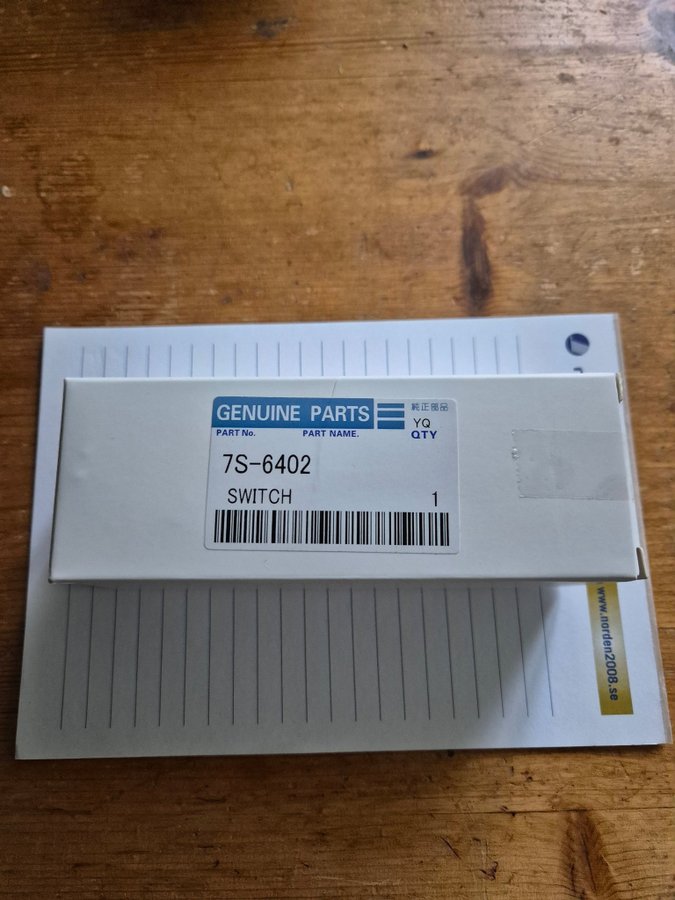 GENUINE PARTS
純正部品
YQ
PART No.
PART NAME.
QTY
7S-6402
SWITCH
1
www.norden2008.se